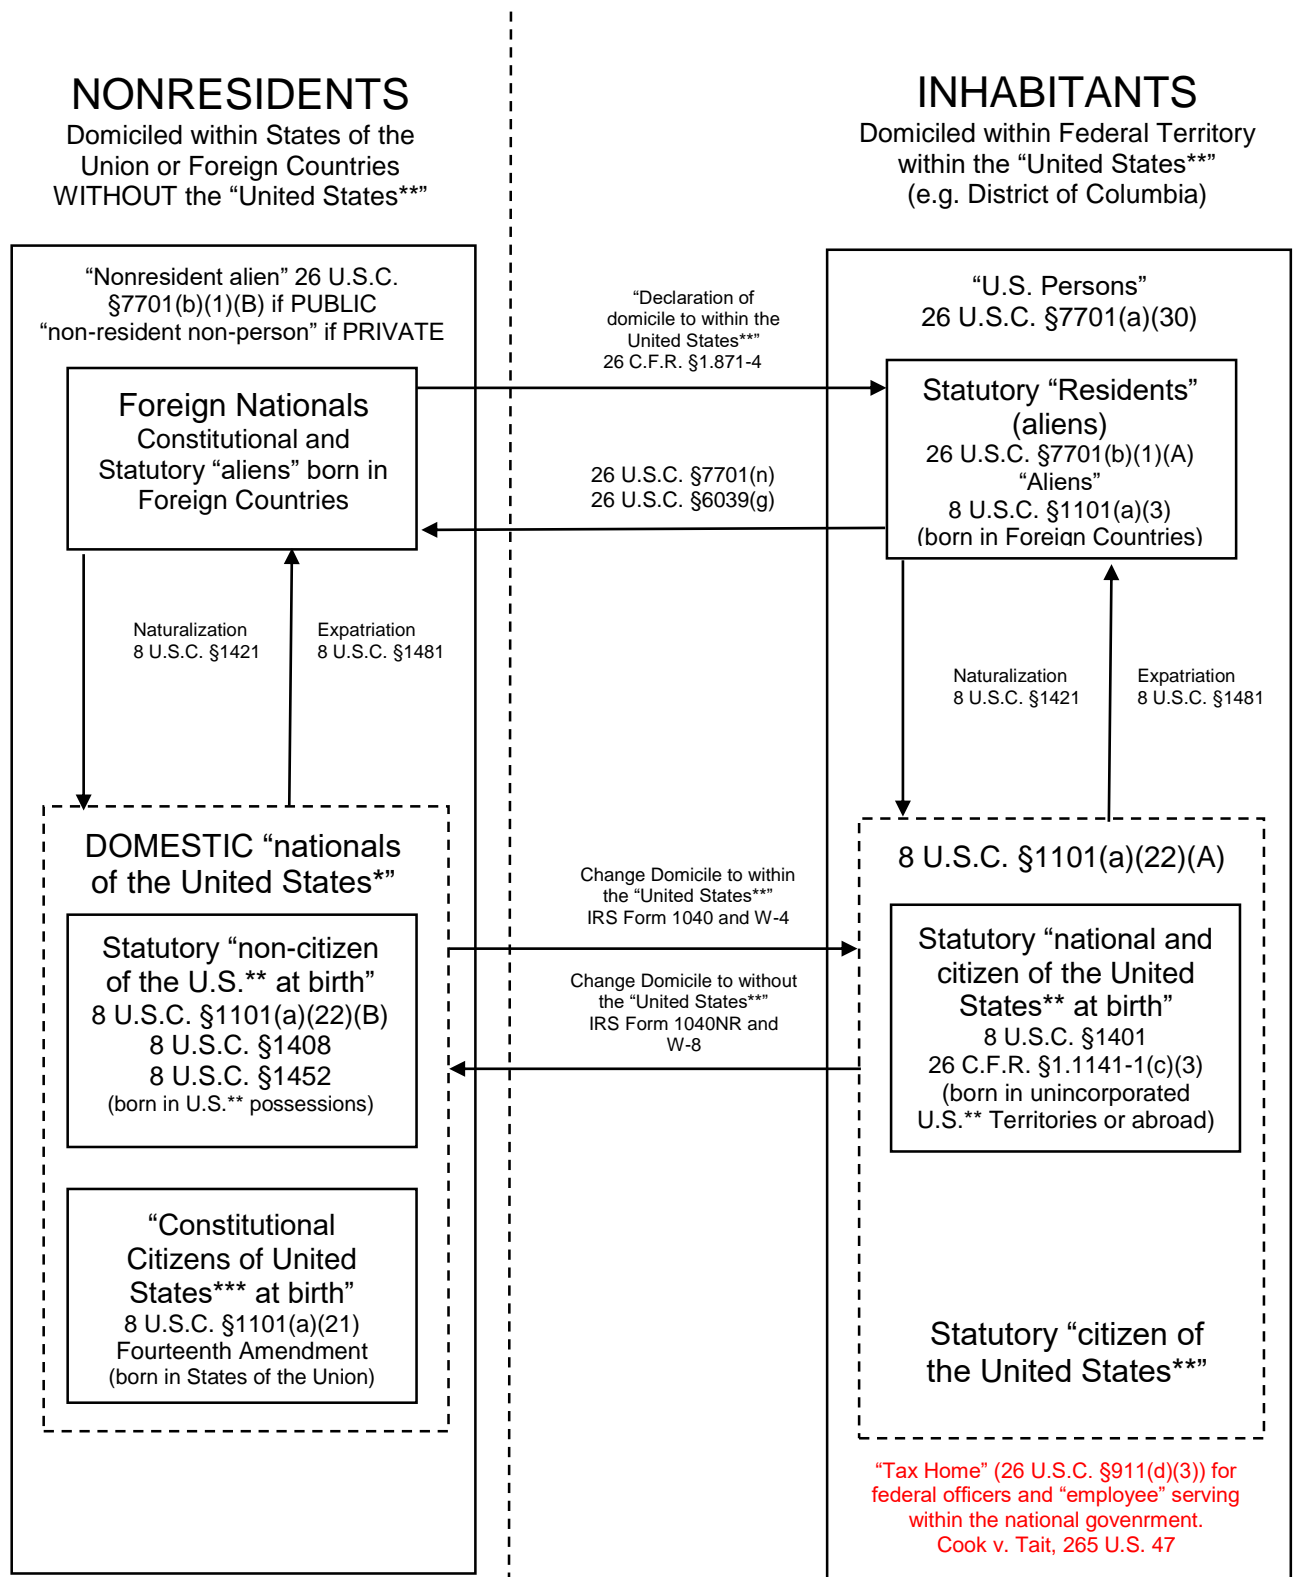 NONRESIDENTS
Domiciled within States of the
Union or Foreign Countries
WITHOUT the “United States**”
INHABITANTS
Domiciled within Federal Territory
within the “United States**”
(e.g. District of Columbia)
“Nonresident alien” 26 U.S.C.
§7701(b)(1)(B) if PUBLIC
“non-resident non-person” if PRIVATE
Foreign Nationals
Constitutional and
Statutory “aliens” born in
Foreign Countries
“Declaration of
domicile to within the
United States**”
26 C.F.R. §1.871-4
26 U.S.C. §7701(n)
26 U.S.C. §6039(g)
“U.S. Persons”
26 U.S.C. §7701(a)(30)
Statutory “Residents”
(aliens)
26 U.S.C. §7701(b)(1)(A)
“Aliens”
8 U.S.C. §1101(a)(3)
(born in Foreign Countries)
Naturalization
8 U.S.C. §1421
Expatriation
8 U.S.C. §1481
Naturalization
8 U.S.C. §1421
Expatriation
8 U.S.C. §1481
DOMESTIC “nationals
of the United States*”
Statutory “non-citizen
of the U.S.** at birth”
8 U.S.C. §1101(a)(22)(B)
8 U.S.C. §1408
8 U.S.C. §1452
(born in U.S.** possessions)
“Constitutional
Citizens of United
States*** at birth”
8 U.S.C. §1101(a)(21)
Fourteenth Amendment
(born in States of the Union)
Change Domicile to within
the “United States**”
IRS Form 1040 and W-4
Change Domicile to without
the “United States**”
IRS Form 1040NR and
W-8
8 U.S.C. §1101(a)(22)(A)
Statutory “national and
citizen of the United
States** at birth”
8 U.S.C. §1401
26 C.F.R. §1.1141-1(c)(3)
(born in unincorporated
U.S.** Territories or abroad)
Statutory “citizen of
the United States**”
“Tax Home” (26 U.S.C. §911(d)(3)) for
federal officers and “employee” serving
within the national govenrment.
Cook v. Tait, 265 U.S. 47